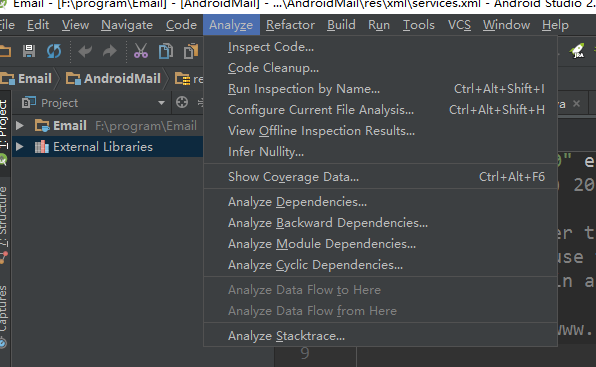 Email - [F:\program\Email] - [AndroidMail] - ...\AndroidMail\res\xml\services.xml - Android Studio 2.
File Edit View Navigate Code Analyze Refactor Build Run Tools VCS Window Help
Email AndroidMail re
Project
Email F:\program\Email
External Libraries
1: Project
7: Structure
Captures
Inspect Code...
Code Cleanup...
Run Inspection by Name... Ctrl+Alt+Shift+I
Configure Current File Analysis... Ctrl+Alt+Shift+H
View Offline Inspection Results...
Infer Nullity...
Show Coverage Data... Ctrl+Alt+F6
Analyze Dependencies...
Analyze Backward Dependencies...
Analyze Module Dependencies...
Analyze Cyclic Dependencies...
Analyze Data Flow to Here
Analyze Data Flow from Here
Analyze Stacktrace...
JRA
0" e
) 20
er t
use
in a
www.
9